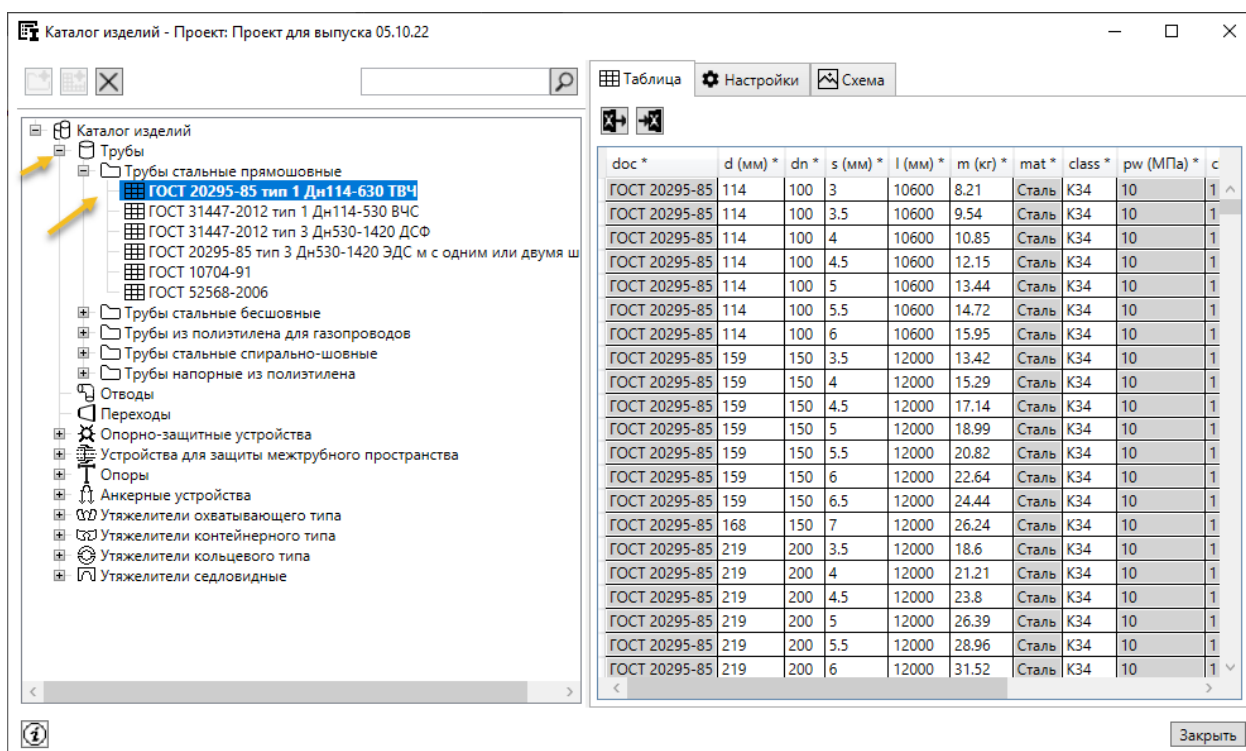 Каталог изделий - Проект: Проект для выпуска 05.10.22
Таблица Настройки Схема
Каталог изделий
Трубы
Трубы стальные прямошовные
ГОСТ 20295-85 тип 1 Дн114-630 ТВЧ
ГОСТ 31447-2012 тип 1 Дн114-530 ВЧС
ГОСТ 31447-2012 тип 3 Дн530-1420 ДСФ
ГОСТ 20295-85 тип 3 Дн530-1420 ЭДС м с одним или двумя ш
ГОСТ 10704-91
ГОСТ 52568-2006
Трубы стальные бесшовные
Трубы из полиэтилена для газопроводов
Трубы стальные спирально-шовные
Трубы напорные из полиэтилена
Отводы
Переходы
Опорно-защитные устройства
Устройства для защиты межтрубного пространства
Опоры
Анкерные устройства
Утяжелители охватывающего типа
Утяжелители контейнерного типа
Утяжелители кольцевого типа
Утяжелители седловидные
doc * d (мм) * dn * s (мм) * l (мм) * m (кг) * mat * class * pw (МПа) * c
ГОСТ 20295-85 114 100 3 10600 8.21 Сталь К34 10 1
ГОСТ 20295-85 114 100 3.5 10600 9.54 Сталь К34 10 1
ГОСТ 20295-85 114 100 4 10600 10.85 Сталь К34 10 1
ГОСТ 20295-85 114 100 4.5 10600 12.15 Сталь К34 10 1
ГОСТ 20295-85 114 100 5 10600 13.44 Сталь К34 10 1
ГОСТ 20295-85 114 100 5.5 10600 14.72 Сталь К34 10 1
ГОСТ 20295-85 114 100 6 10600 15.95 Сталь К34 10 1
ГОСТ 20295-85 159 150 3.5 12000 13.42 Сталь К34 10 1
ГОСТ 20295-85 159 150 4 12000 15.29 Сталь К34 10 1
ГОСТ 20295-85 159 150 4.5 12000 17.14 Сталь К34 10 1
ГОСТ 20295-85 159 150 5 12000 18.99 Сталь К34 10 1
ГОСТ 20295-85 159 150 5.5 12000 20.82 Сталь К34 10 1
ГОСТ 20295-85 159 150 6 12000 22.64 Сталь К34 10 1
ГОСТ 20295-85 159 150 6.5 12000 24.44 Сталь К34 10 1
ГОСТ 20295-85 168 150 7 12000 26.24 Сталь К34 10 1
ГОСТ 20295-85 219 200 3.5 12000 18.6 Сталь К34 10 1
ГОСТ 20295-85 219 200 4 12000 21.21 Сталь К34 10 1
ГОСТ 20295-85 219 200 4.5 12000 23.8 Сталь К34 10 1
ГОСТ 20295-85 219 200 5 12000 26.39 Сталь К34 10 1
ГОСТ 20295-85 219 200 5.5 12000 28.96 Сталь К34 10 1
ГОСТ 20295-85 219 200 6 12000 31.52 Сталь К34 10 1
Закрыть